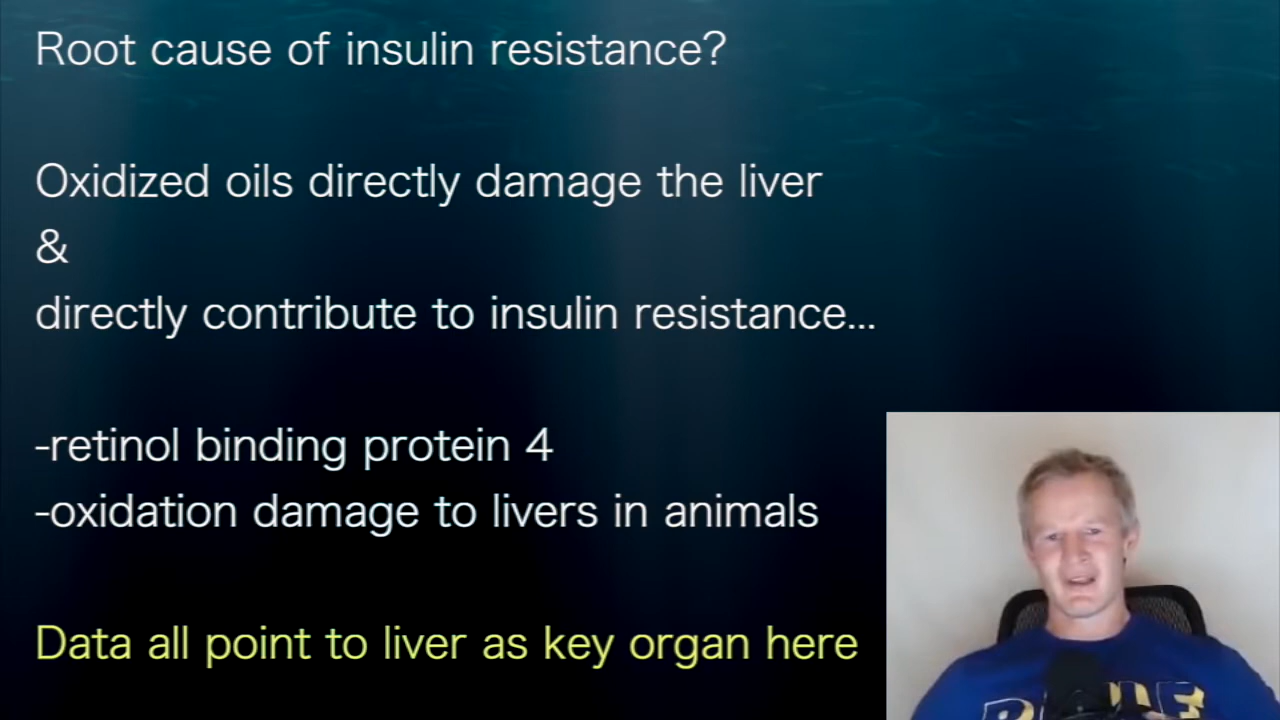 Root cause of insulin resistance?
Oxidized oils directly damage the liver
&
directly contribute to insulin resistance...
-retinol binding protein 4
-oxidation damage to livers in animals
Data all point to liver as key organ here